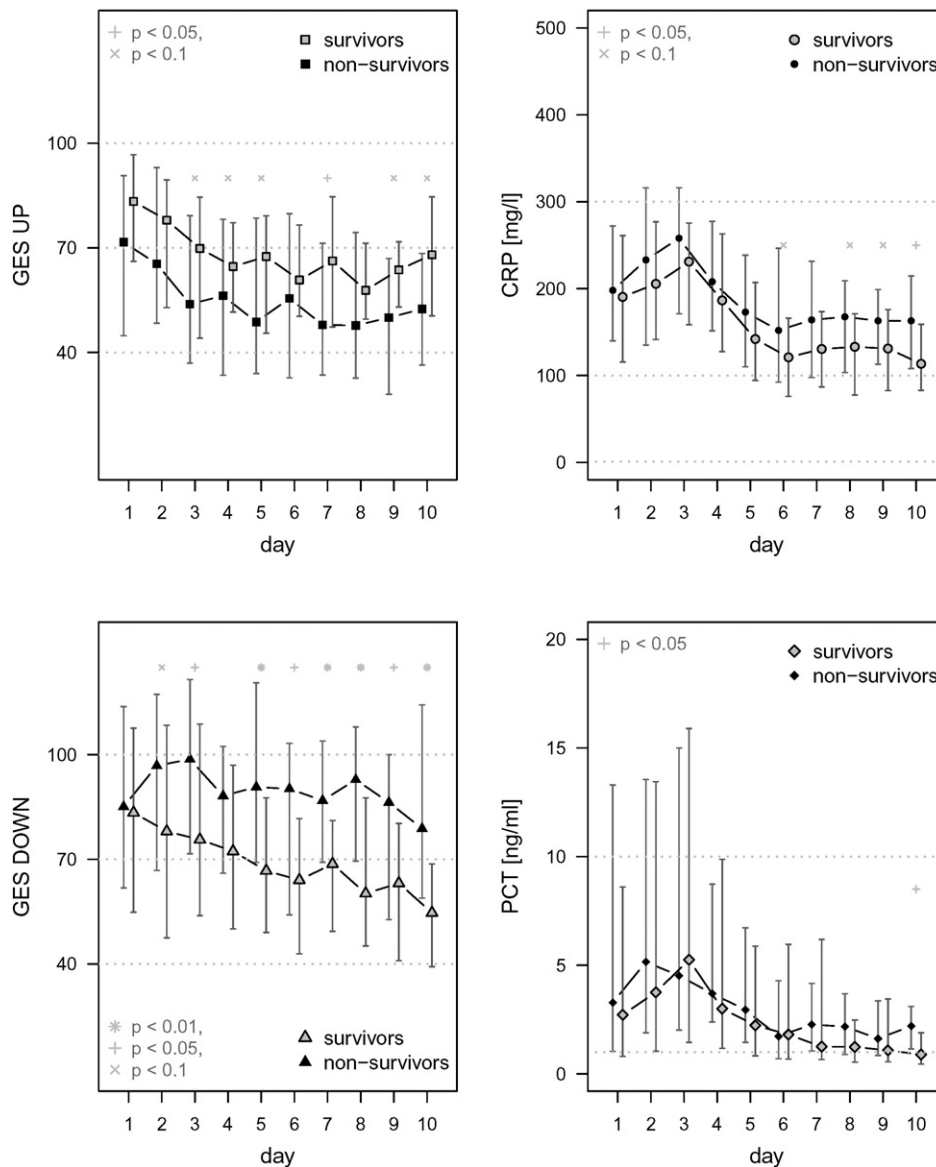 + p < 0.05,
× p < 0.1
survivors
non−survivors
100
70
40
GES UP
1 2 3 4 5 6 7 8 9 10
day
+ p < 0.05,
× p < 0.1
survivors
non−survivors
500
400
300
200
100
0
CRP [mg/l]
1 2 3 4 5 6 7 8 9 10
day
100
70
40
GES DOWN
p < 0.01,
+ p < 0.05,
× p < 0.1
survivors
non−survivors
1 2 3 4 5 6 7 8 9 10
day
+ p < 0.05
survivors
non−survivors
20
15
10
5
0
PCT [ng/ml]
1 2 3 4 5 6 7 8 9 10
day